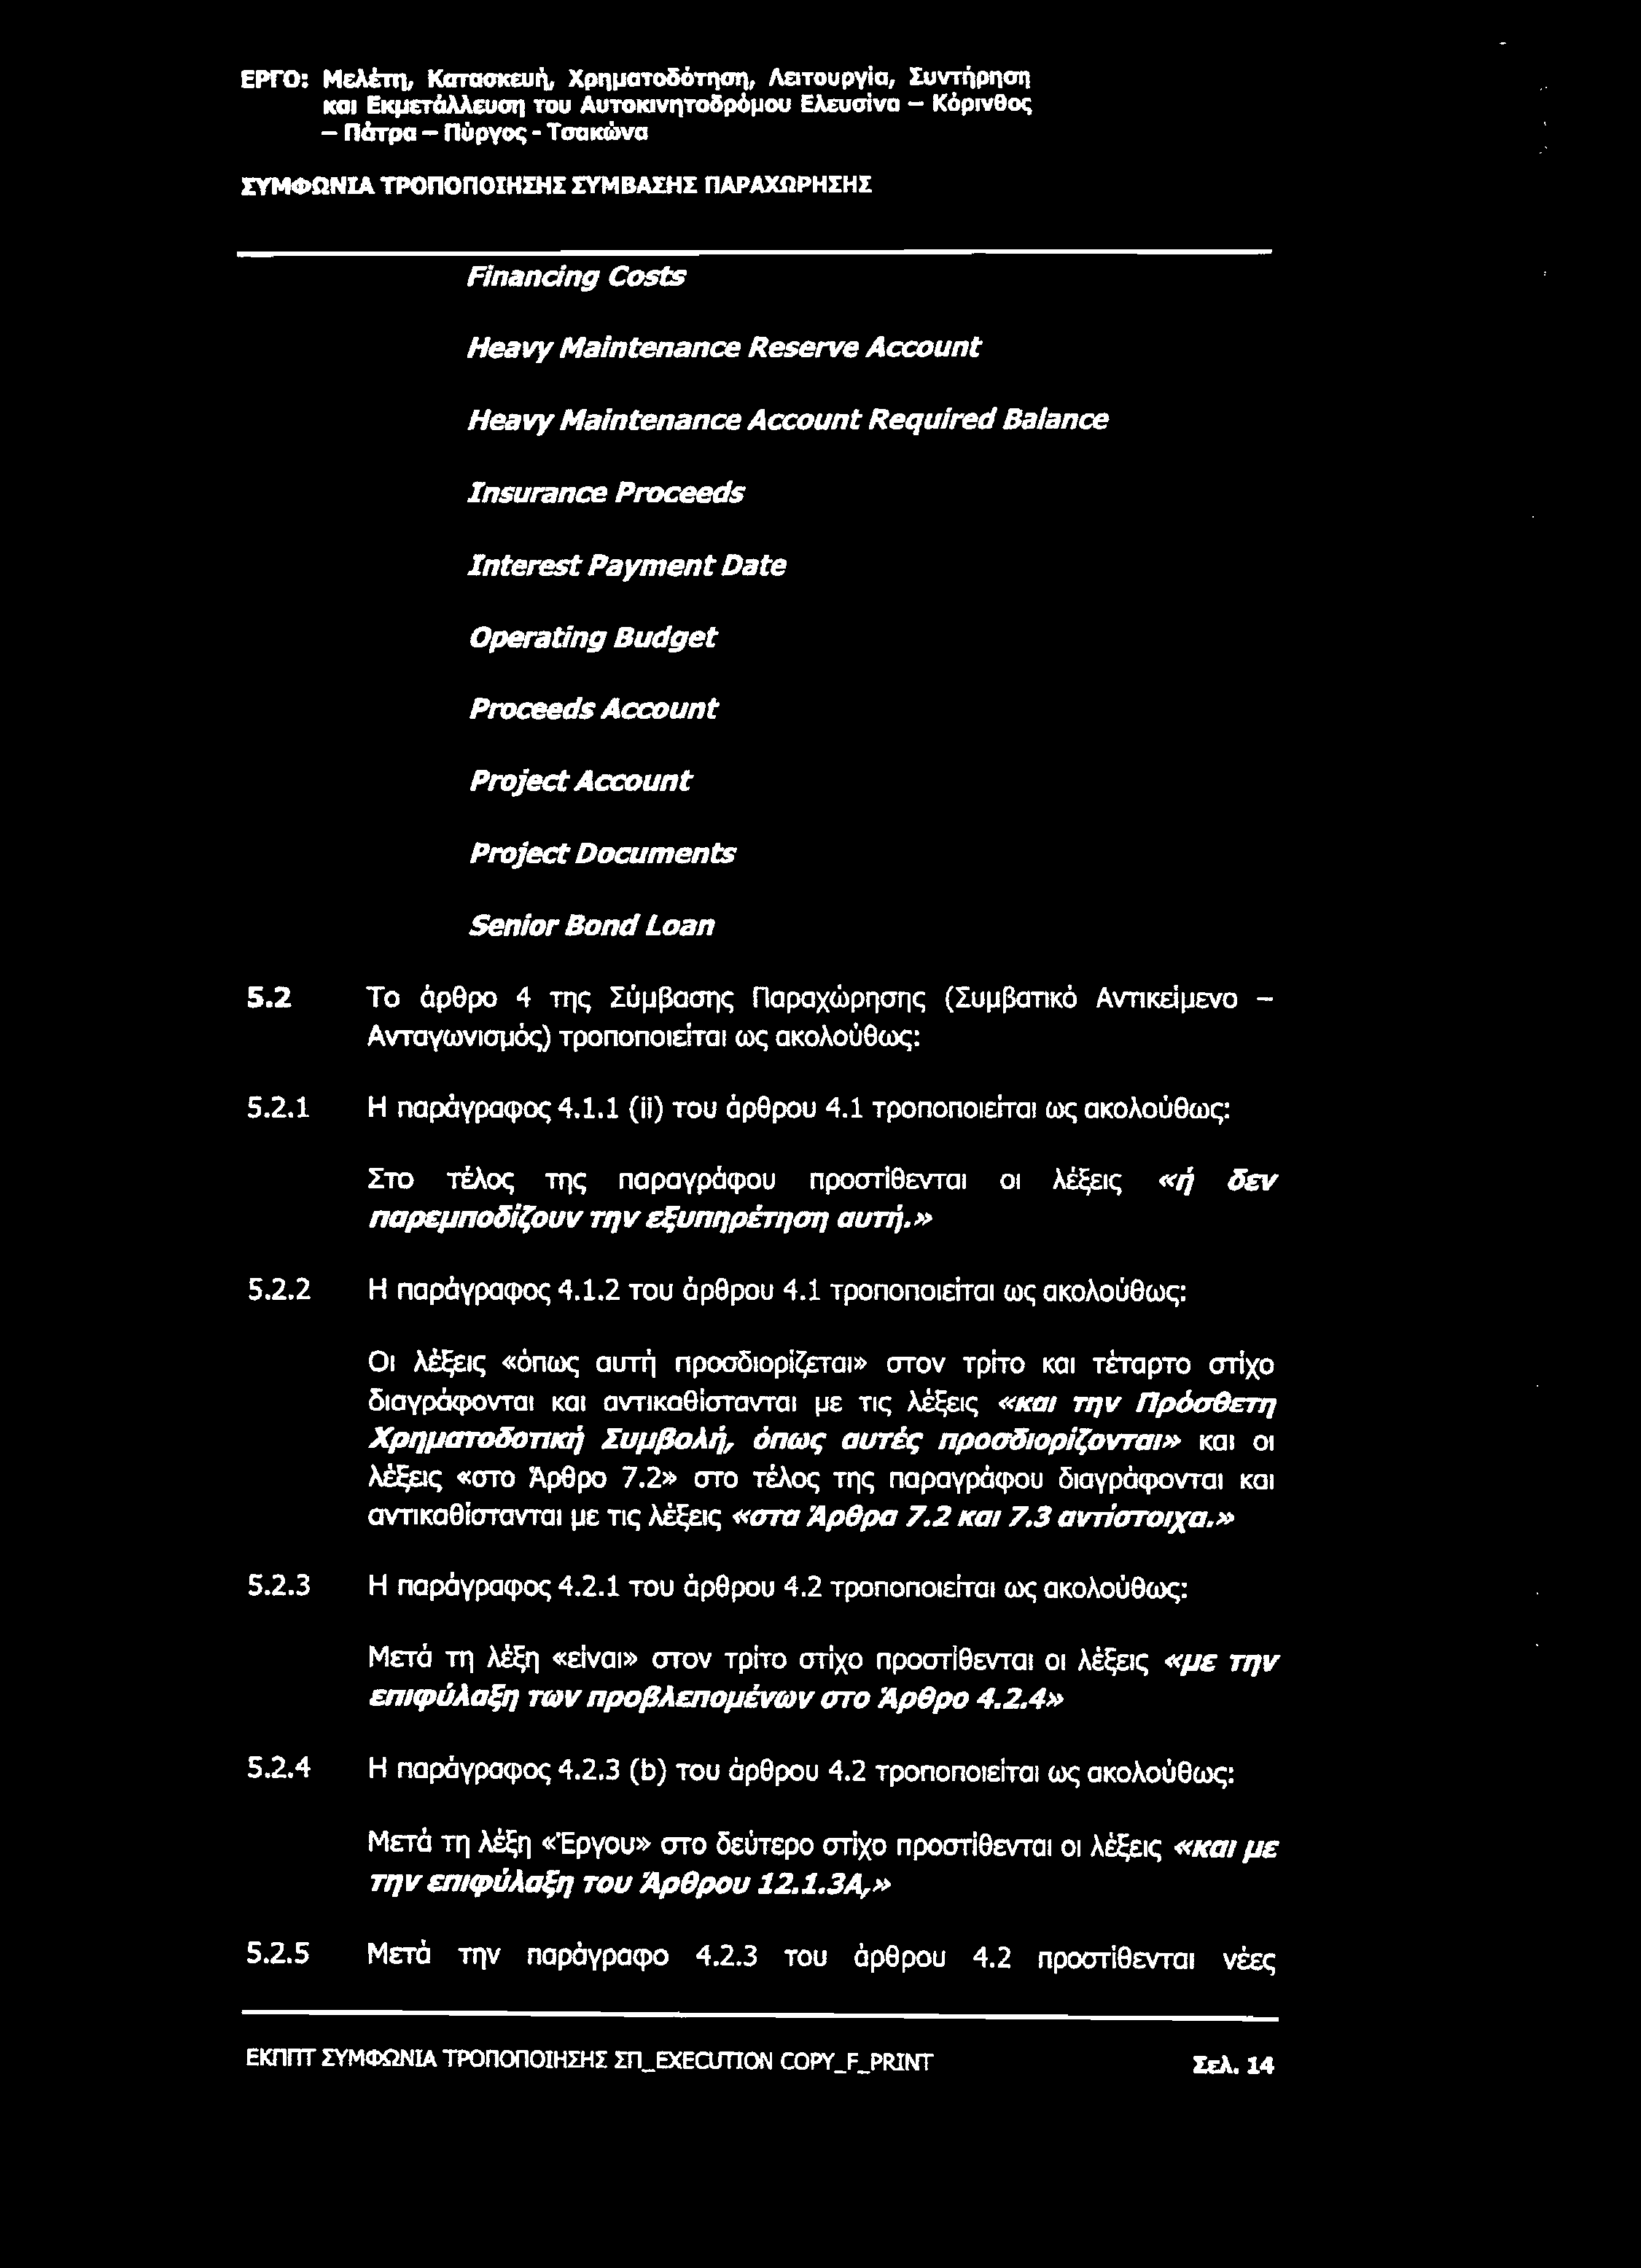 ΕΡΓΟ: Μελέτη, Κατασκευή, Χρηματοδότηση, Λειτουργία, Συντήρηση
και Εκμετάλλευση του Αυτοκινητοδρόμου Ελευσίνα – Κόρινθος
– Πάτρα – Πύργος - Τσακώνα
ΣΥΜΦΩΝΙΑ ΤΡΟΠΟΠΟΙΗΣΗΣ ΣΥΜΒΑΣΗΣ ΠΑΡΑΧΩΡΗΣΗΣ
Financing Costs
Heavy Maintenance Reserve Account
Heavy Maintenance Account Required Balance
Insurance Proceeds
Interest Payment Date
Operating Budget
Proceeds Account
Project Account
Project Documents
Senior Bond Loan
5.2 Το άρθρο 4 της Σύμβασης Παραχώρησης (Συμβατικό Αντικείμενο –
Ανταγωνισμός) τροποποιείται ως ακολούθως:
5.2.1 Η παράγραφος 4.1.1 (ii) του άρθρου 4.1 τροποποιείται ως ακολούθως:
Στο τέλος της παραγράφου προστίθενται οι λέξεις «ή δεν
παρεμποδίζουν την εξυπηρέτηση αυτή.»
5.2.2 Η παράγραφος 4.1.2 του άρθρου 4.1 τροποποιείται ως ακολούθως:
Οι λέξεις «όπως αυτή προσδιορίζεται» στον τρίτο και τέταρτο στίχο
διαγράφονται και αντικαθίστανται με τις λέξεις «και την Πρόσθετη
Χρηματοδοτική Συμβολή, όπως αυτές προσδιορίζονται» και οι
λέξεις «στο Άρθρο 7.2» στο τέλος της παραγράφου διαγράφονται και
αντικαθίστανται με τις λέξεις «στα Άρθρα 7.2 και 7.3 αντίστοιχα.»
5.2.3 Η παράγραφος 4.2.1 του άρθρου 4.2 τροποποιείται ως ακολούθως:
Μετά τη λέξη «είναι» στον τρίτο στίχο προστίθενται οι λέξεις «με την
επιφύλαξη των προβλεπομένων στο Άρθρο 4.2.4»
5.2.4 Η παράγραφος 4.2.3 (b) του άρθρου 4.2 τροποποιείται ως ακολούθως:
Μετά τη λέξη «Έργου» στο δεύτερο στίχο προστίθενται οι λέξεις «και με
την επιφύλαξη του Άρθρου 12.1.3Α,»
5.2.5 Μετά την παράγραφο 4.2.3 του άρθρου 4.2 προστίθενται νέες
ΕΚΠΠΤ ΣΥΜΦΩΝΙΑ ΤΡΟΠΟΠΟΙΗΣΗΣ ΣΠ_EXECUTION COPY_F_PRINT Σελ. 14